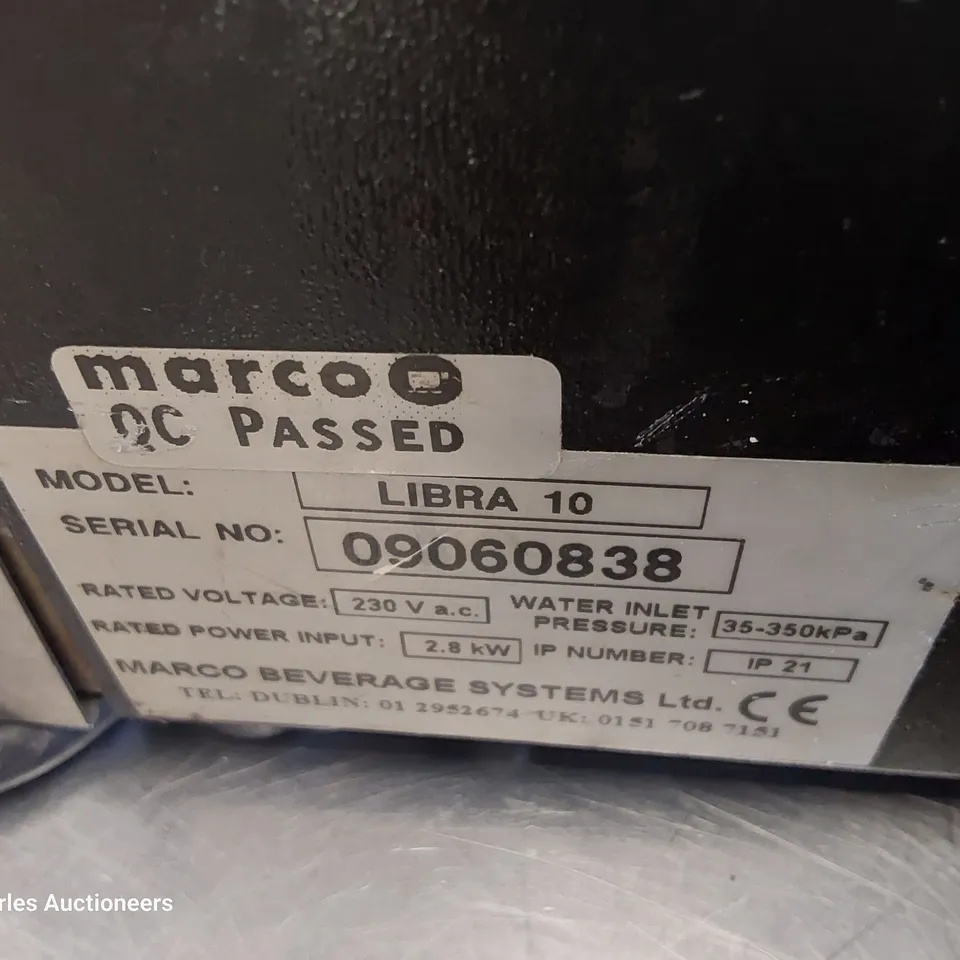 marco
QC PASSED
MODEL: LIBRA 10
SERIAL NO: 09060838
RATED VOLTAGE: 230 V a.c. WATER INLET PRESSURE: 35-350kPa
RATED POWER INPUT: 2.8 kW IP NUMBER: IP 21
MARCO BEVERAGE SYSTEMS Ltd. CE
TEL: DUBLIN: 01 2952674 UK: 0151 708 7151
rles Auctioneers